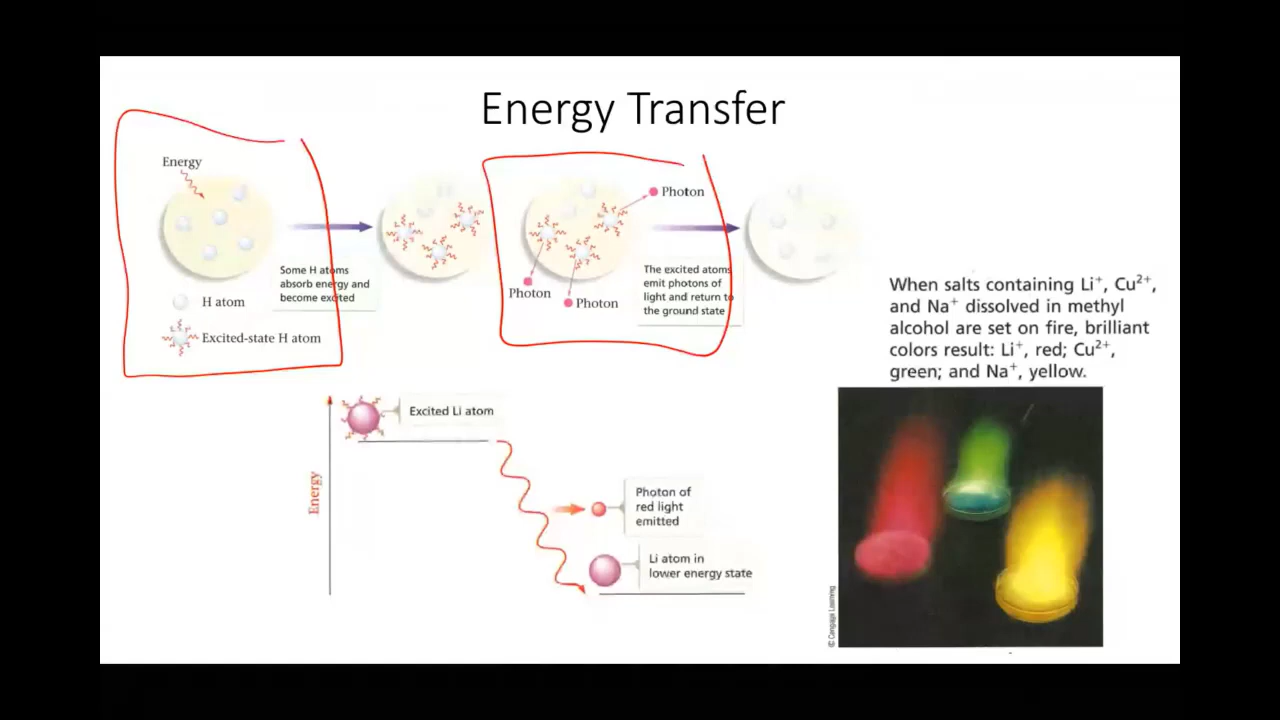 Energy Transfer
Energy
Some H atoms
absorb energy and
become excited
H atom
Excited-state H atom
Photon
Photon
Photon
The excited atoms
emit photons of
light and return to
the ground state
When salts containing Li⁺, Cu²⁺,
and Na⁺ dissolved in methyl
alcohol are set on fire, brilliant
colors result: Li⁺, red; Cu²⁺,
green; and Na⁺, yellow.
Energy
Excited Li atom
Photon of
red light
emitted
Li atom in
lower energy state
© Cengage Learning